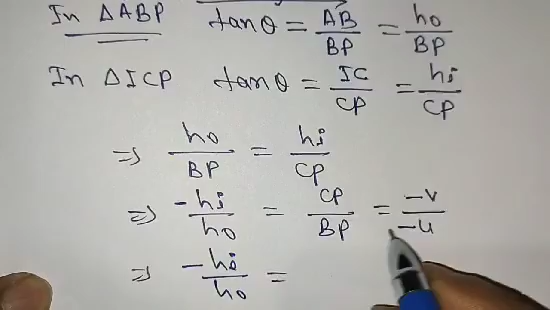 In ΔABP tanθ = AB/BP = ho/BP
In ΔICP tanθ = IC/CP = hi/CP
⇒ ho/BP = hi/CP
⇒ -hi/ho = CP/BP = -v/-u
⇒ -hi/ho =